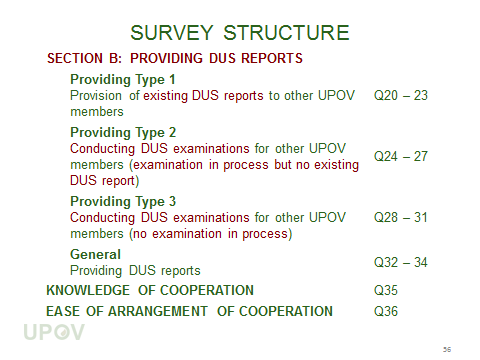 SURVEY STRUCTURE
SECTION B: PROVIDING DUS REPORTS
Providing Type 1
Provision of existing DUS reports to other UPOV
members
Q20 – 23
Providing Type 2
Conducting DUS examinations for other UPOV
members (examination in process but no existing
DUS report)
Q24 – 27
Providing Type 3
Conducting DUS examinations for other UPOV
members (no examination in process)
Q28 – 31
General
Providing DUS reports
Q32 – 34
KNOWLEDGE OF COOPERATION Q35
EASE OF ARRANGEMENT OF COOPERATION Q36
UPOV
56